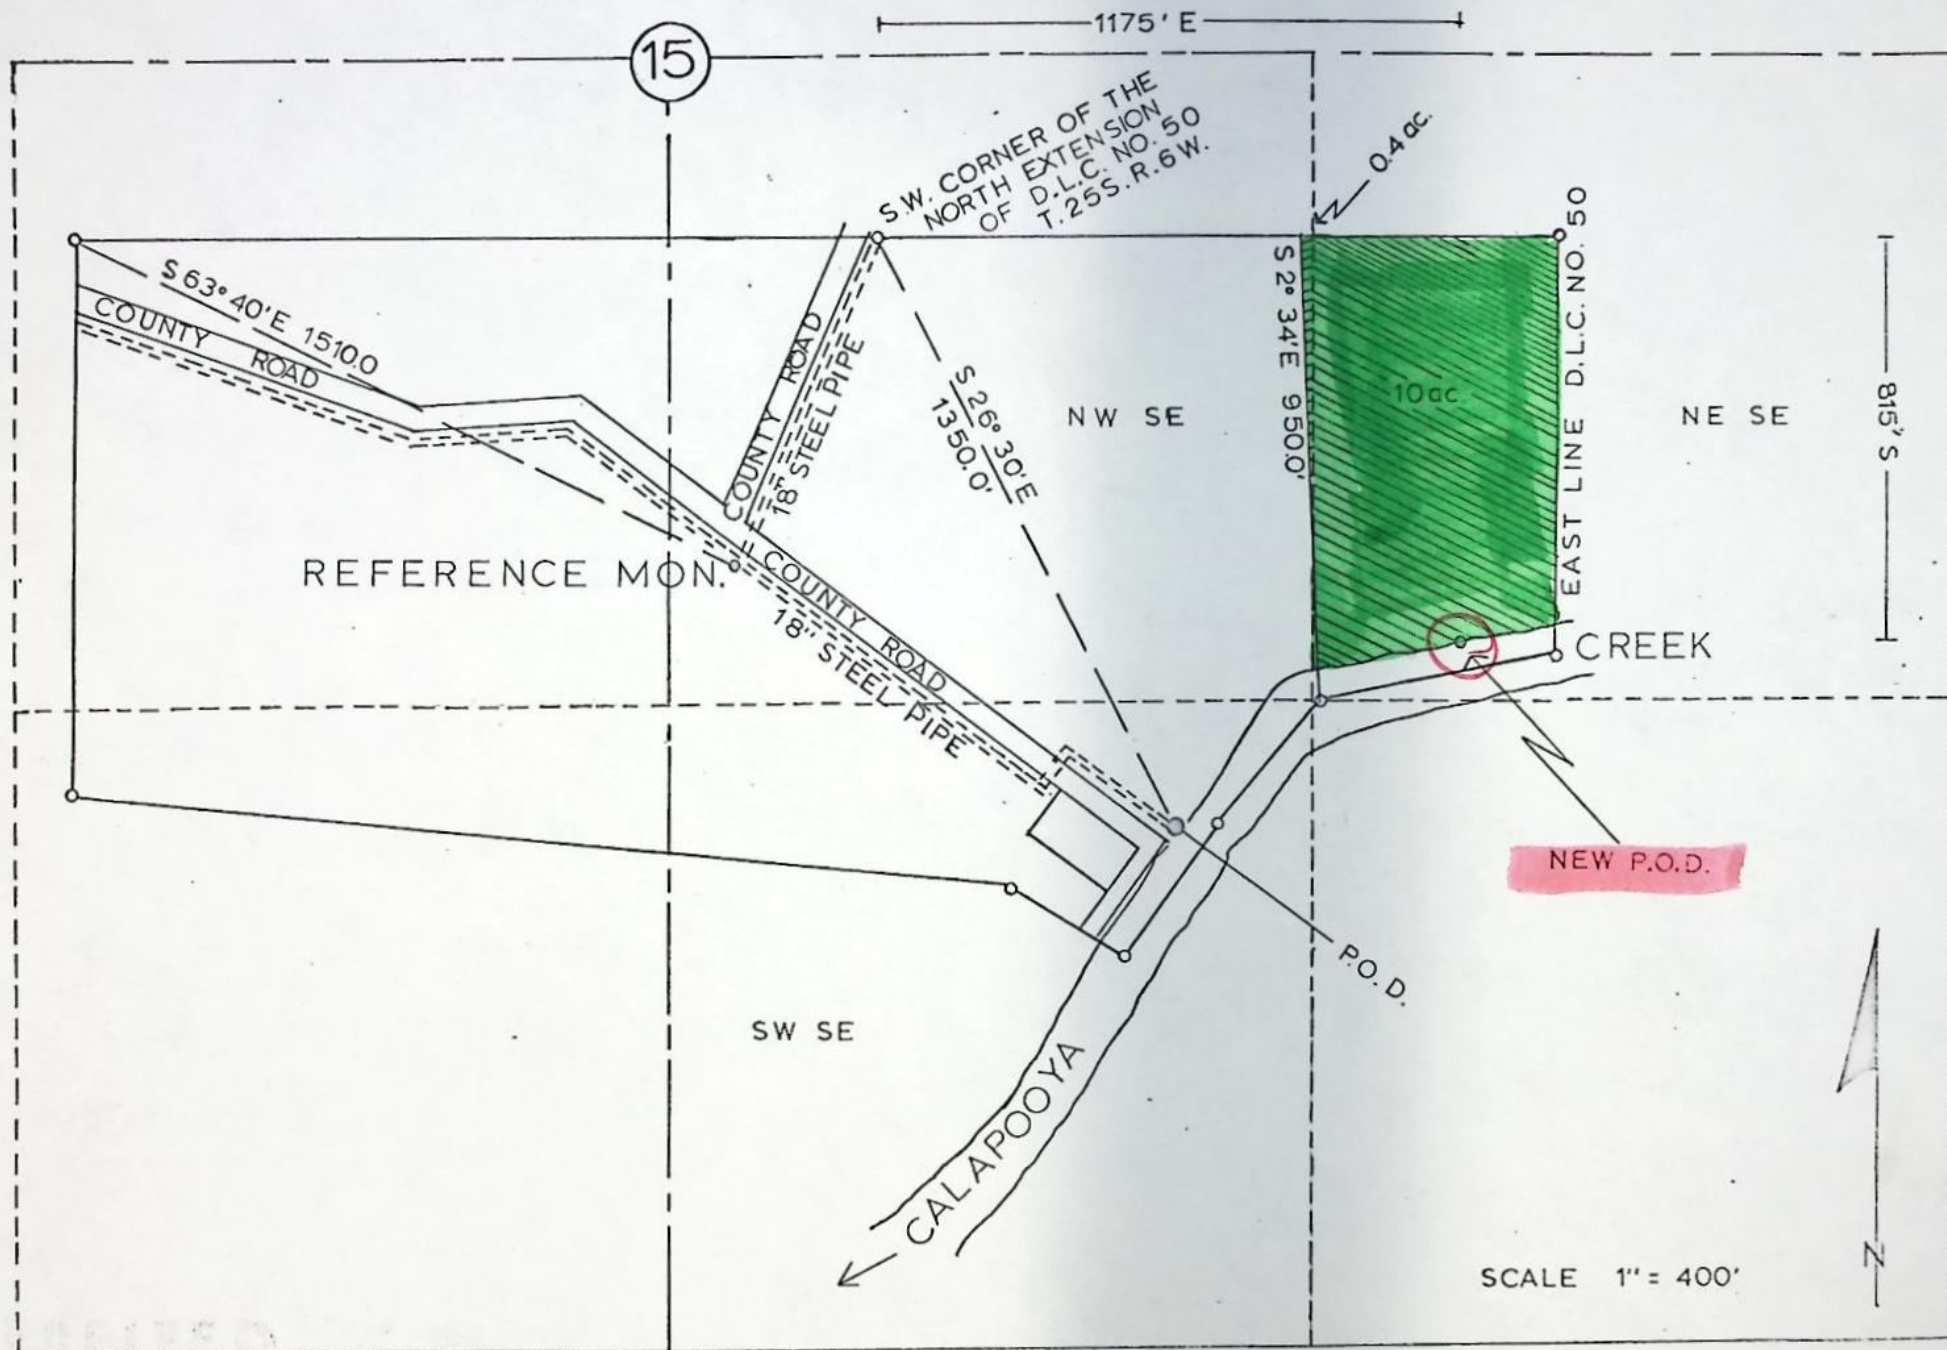 1175' E
15
S.W. CORNER OF THE
NORTH EXTENSION
OF D.L.C. NO. 50
T.25S.R.6W.
0.4 ac.
S 63° 40'E 1510.0
COUNTY ROAD
COUNTY ROAD
18" STEEL PIPE
S 26° 30'E
1350.0'
NW SE
S 2° 34'E 950.0'
10 ac
EAST LINE D.L.C. NO. 50
NE SE
815' S
REFERENCE MON.
COUNTY ROAD
18" STEEL PIPE
CREEK
NEW P.O.D.
P.O.D.
SW SE
CALAPOOYA
SCALE 1" = 400'
N